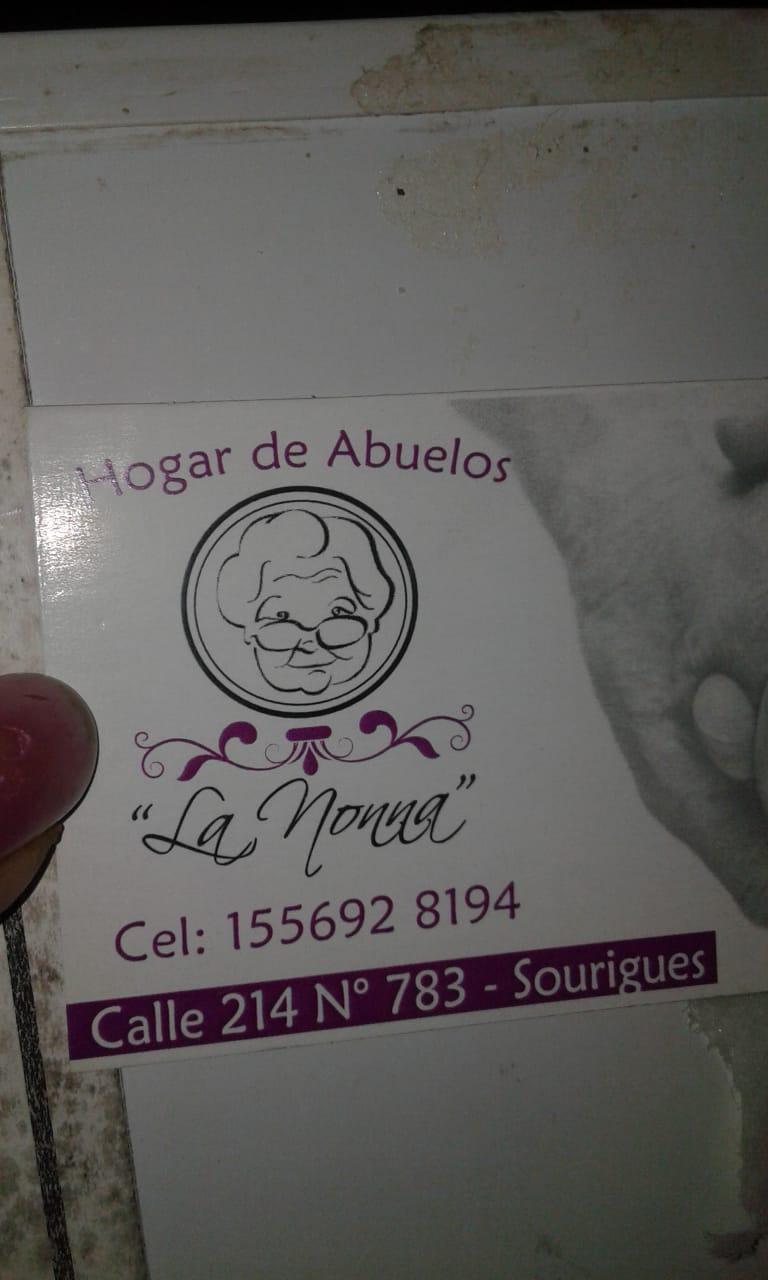 Hogar de Abuelos
"La Nonna"
Cel: 155692 8194
Calle 214 N° 783 - Sourigues